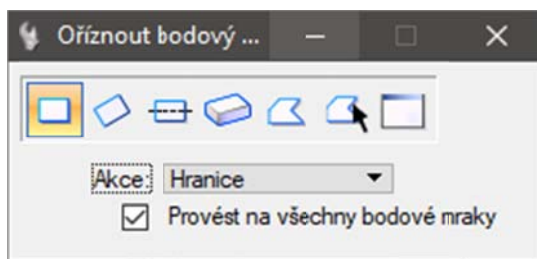 Oříznout bodový ...
Akce: Hranice
Provést na všechny bodové mraky